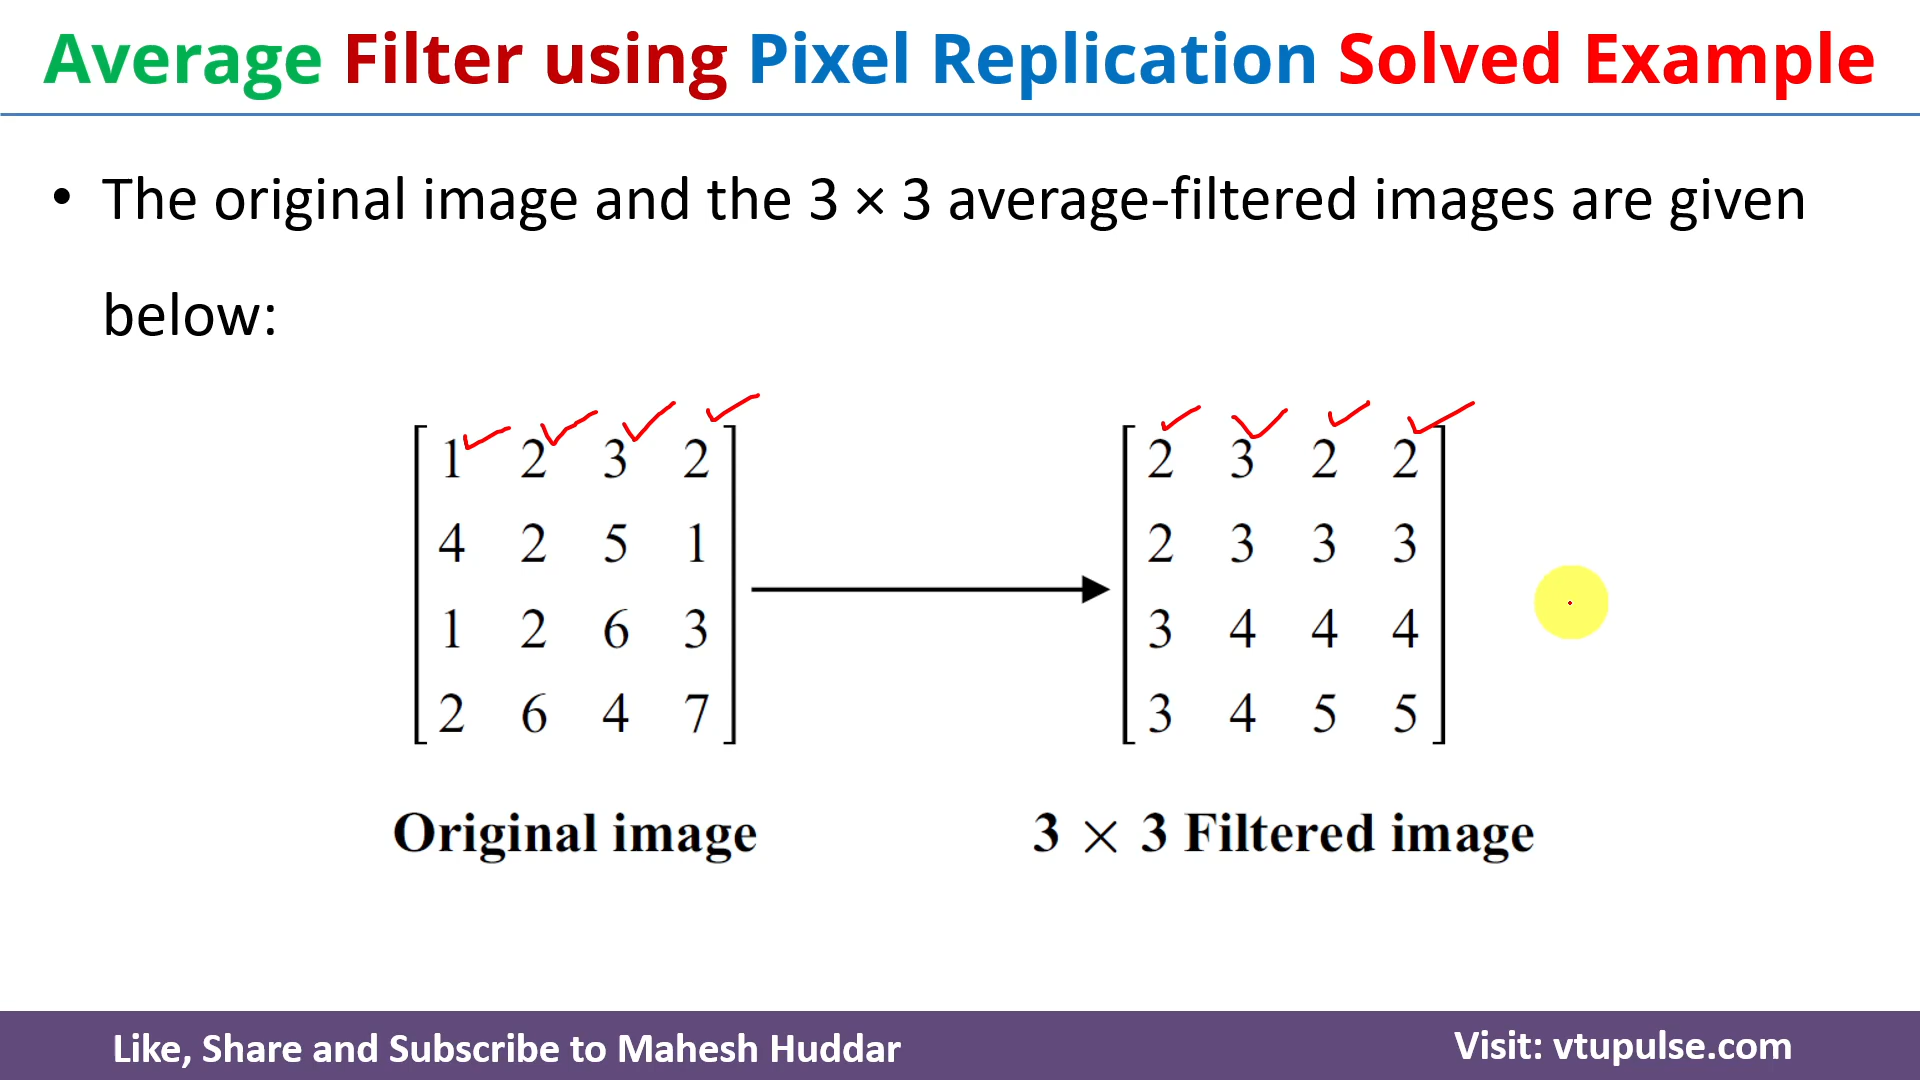 Average Filter using Pixel Replication Solved Example
• The original image and the 3 × 3 average-filtered images are given
below:
1 2 3 2
4 2 5 1
1 2 6 3
2 6 4 7
Original image
2 3 2 2
2 3 3 3
3 4 4 4
3 4 5 5
3 × 3 Filtered image
Like, Share and Subscribe to Mahesh Huddar
Visit: vtupulse.com